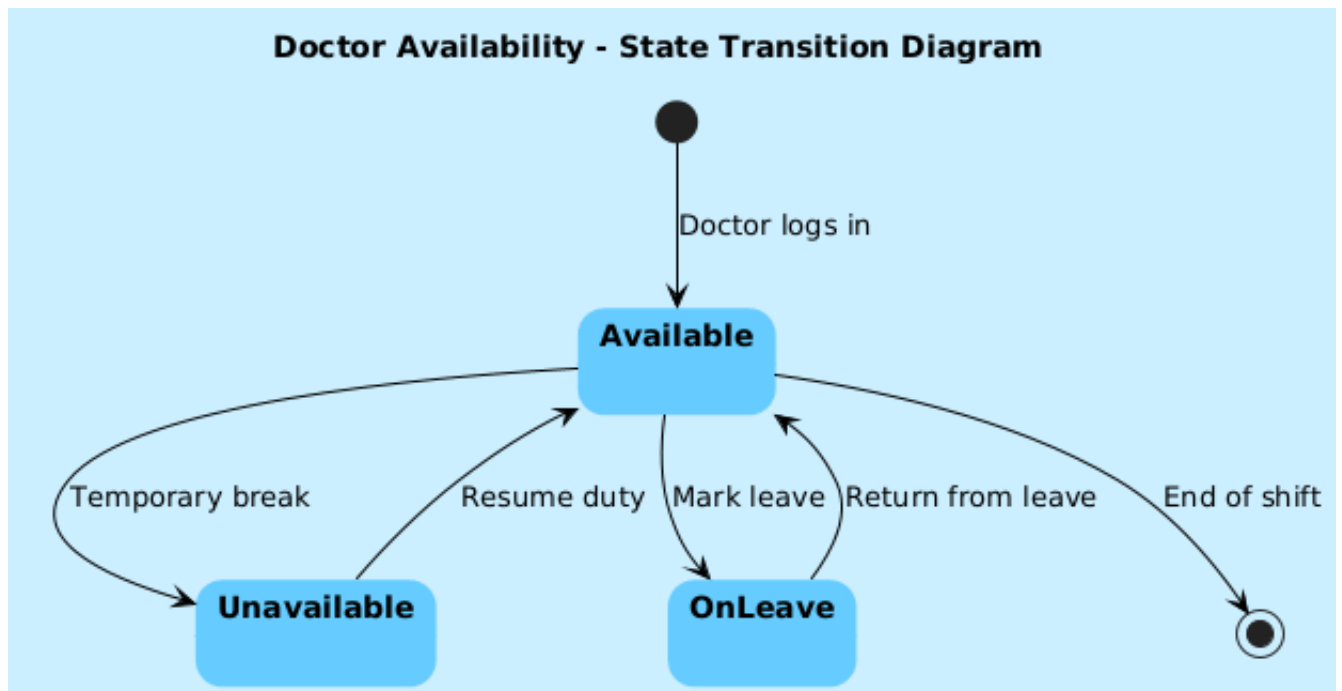 Doctor Availability - State Transition Diagram
Doctor logs in
Available
Temporary break
Resume duty
Mark leave
Return from leave
End of shift
Unavailable
OnLeave